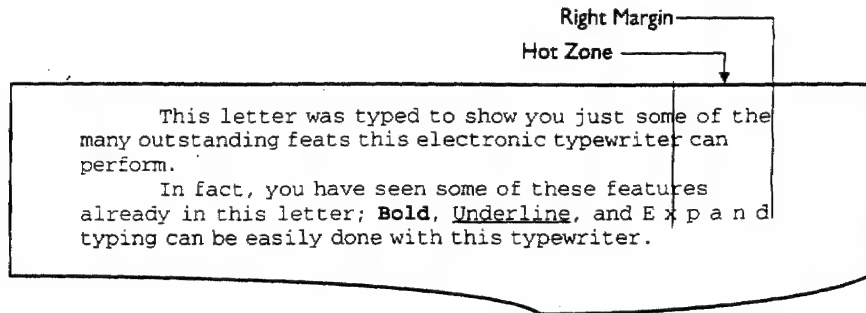 Right Margin
Hot Zone
This letter was typed to show you just some of the
many outstanding feats this electronic typewriter can
perform.
In fact, you have seen some of these features
already in this letter; Bold, Underline, and E x p a n d
typing can be easily done with this typewriter.